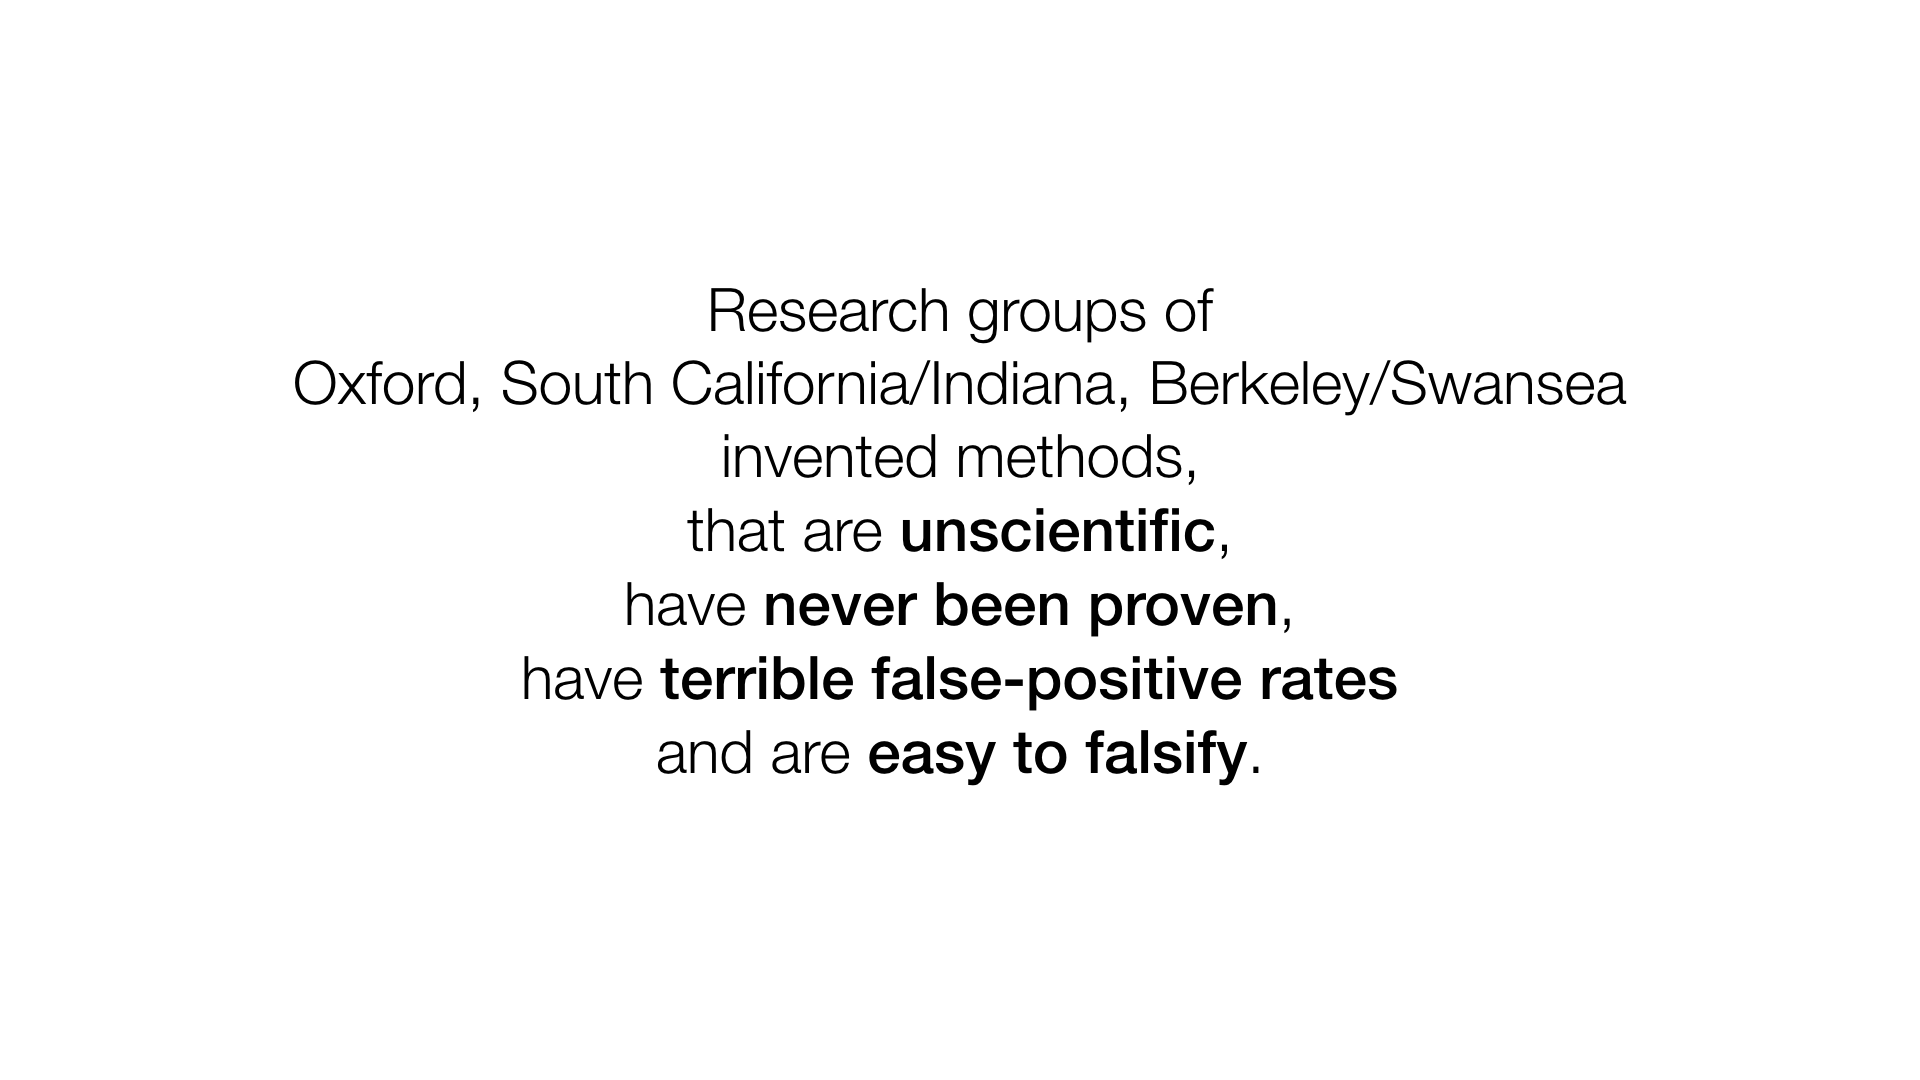 Research groups of
Oxford, South California/Indiana, Berkeley/Swansea
invented methods,
that are unscientific,
have never been proven,
have terrible false-positive rates
and are easy to falsify.